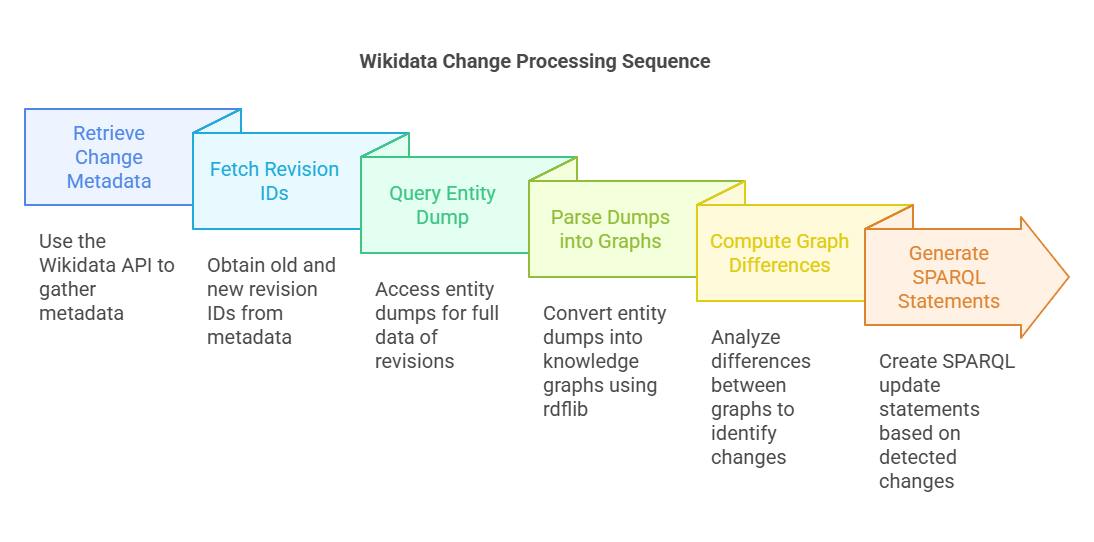 Wikidata Change Processing Sequence
Retrieve
Change
Metadata
Use the
Wikidata API to
gather
metadata
Fetch Revision
IDs
Obtain old and
new revision
IDs from
metadata
Query Entity
Dump
Access entity
dumps for full
data of
revisions
Parse Dumps
into Graphs
Convert entity
dumps into
knowledge
graphs using
rdflib
Compute Graph
Differences
Analyze
differences
between
graphs to
identify
changes
Generate
SPARQL
Statements
Create SPARQL
update
statements
based on
detected
changes